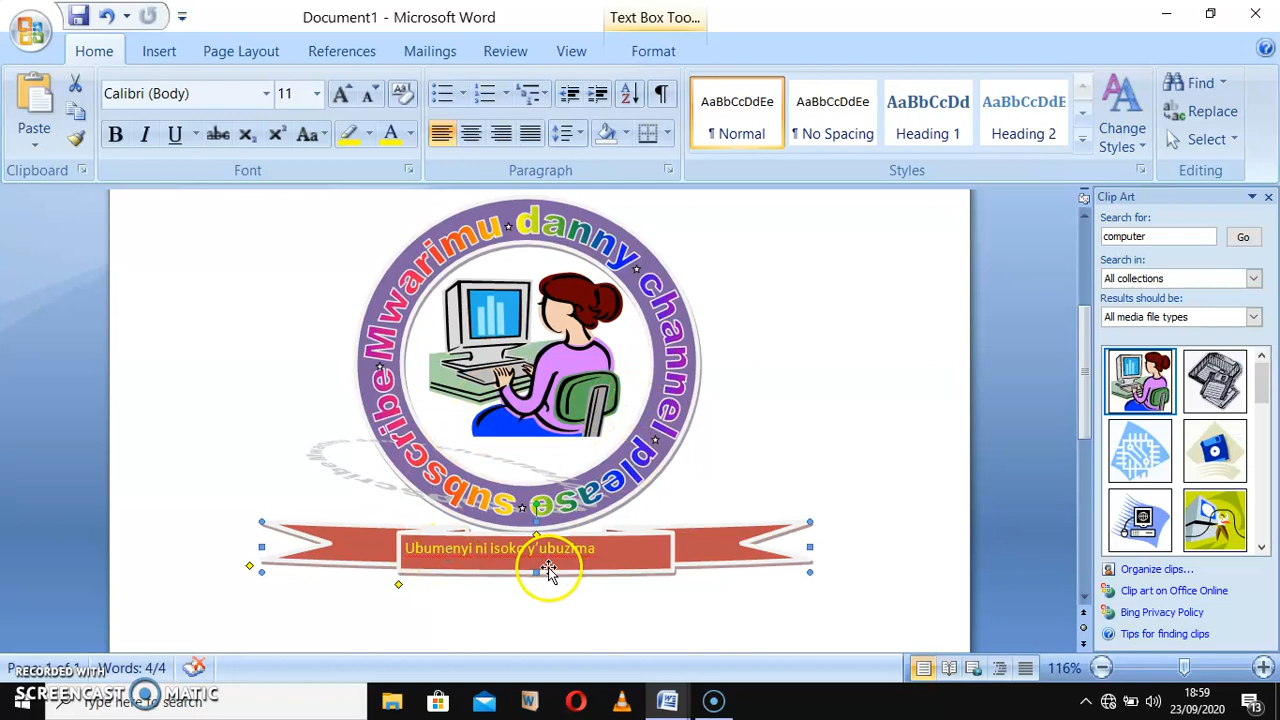 Document1 - Microsoft Word
Text Box Too...
Home
Insert
Page Layout
References
Mailings
Review
View
Format
Calibri (Body)
11
Paste
Clipboard
Font
Paragraph
AaBbCcDdEe
¶ Normal
AaBbCcDdEe
¶ No Spacing
AaBbCcDd
Heading 1
AaBbCcDdE
Heading 2
Change
Styles
Styles
Find
Replace
Select
Editing
Mwarimu danny channel please subscribe
Ubumenyi ni isoko y'ubuzima
Clip Art
Search for:
computer
Go
Search in:
All collections
Results should be:
All media file types
Organize clips...
Clip art on Office Online
Bing Privacy Policy
Tips for finding clips
Words: 4/4
116%
RECORDED WITH
SCREENCAST MATIC
Type here to search
18:59
23/09/2020
13